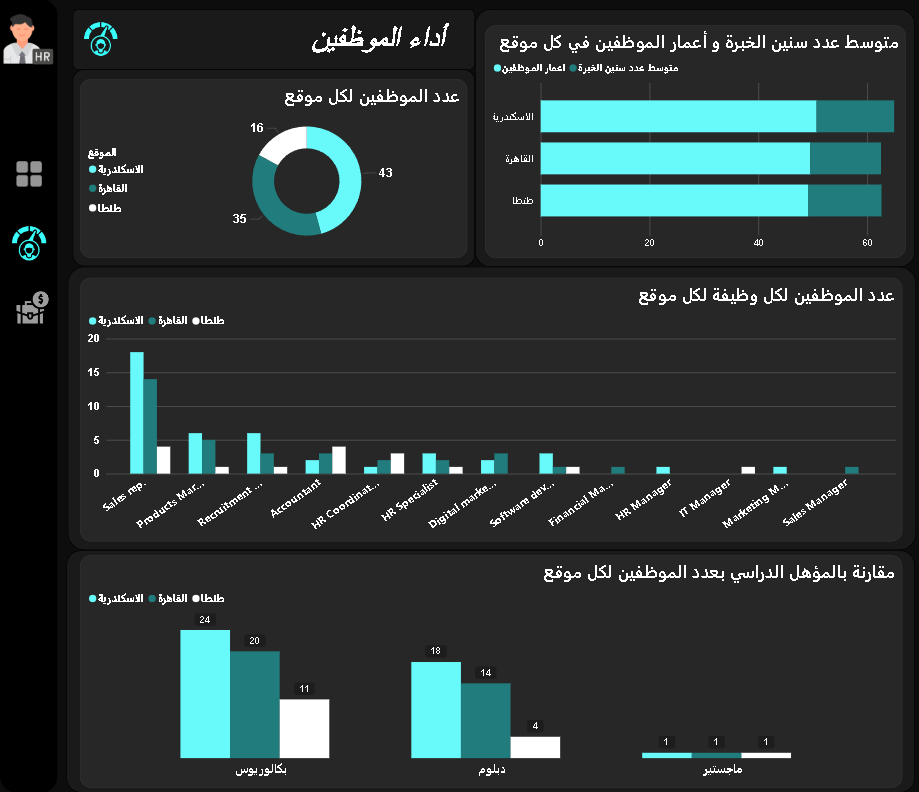 HR
أداء الموظفين
متوسط عدد سنين الخبرة و أعمار الموظفين في كل موقع
اعمار الموظفين متوسط عدد سنين الخبرة
الاسكندرية
القاهرة
طنطا
0 20 40 60
عدد الموظفين لكل موقع
الموقع
الاسكندرية
القاهرة
طنطا
16
43
35
عدد الموظفين لكل وظيفة لكل موقع
الاسكندرية القاهرة طنطا
20
15
10
5
0
Sales rep.
Products Mar...
Recruitment ...
Accountant
HR Coordinat...
HR Specialist
Digital marke...
Software dev...
Financial Ma...
HR Manager
IT Manager
Marketing M...
Sales Manager
مقارنة بالمؤهل الدراسي بعدد الموظفين لكل موقع
الاسكندرية القاهرة طنطا
24 20 11
18 14 4
1 1 1
بكالوريوس
دبلوم
ماجستير
$